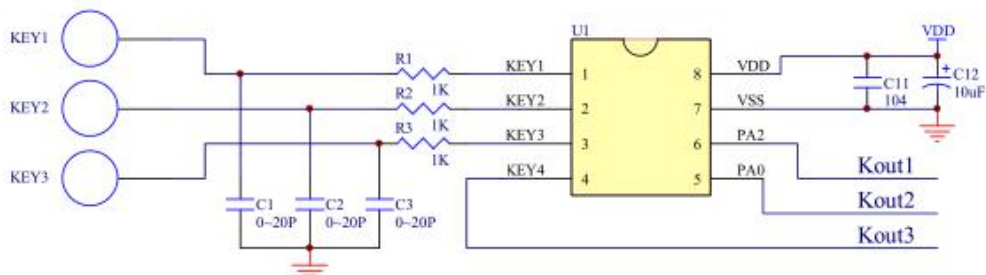 KEY1
KEY2
KEY3
R1
1K
R2
1K
R3
1K
C1
0~20P
C2
0~20P
C3
0~20P
U1
KEY1 1
KEY2 2
KEY3 3
KEY4 4
8 VDD
7 VSS
6 PA2
5 PA0
VDD
C11
104
+
C12
10uF
Kout1
Kout2
Kout3